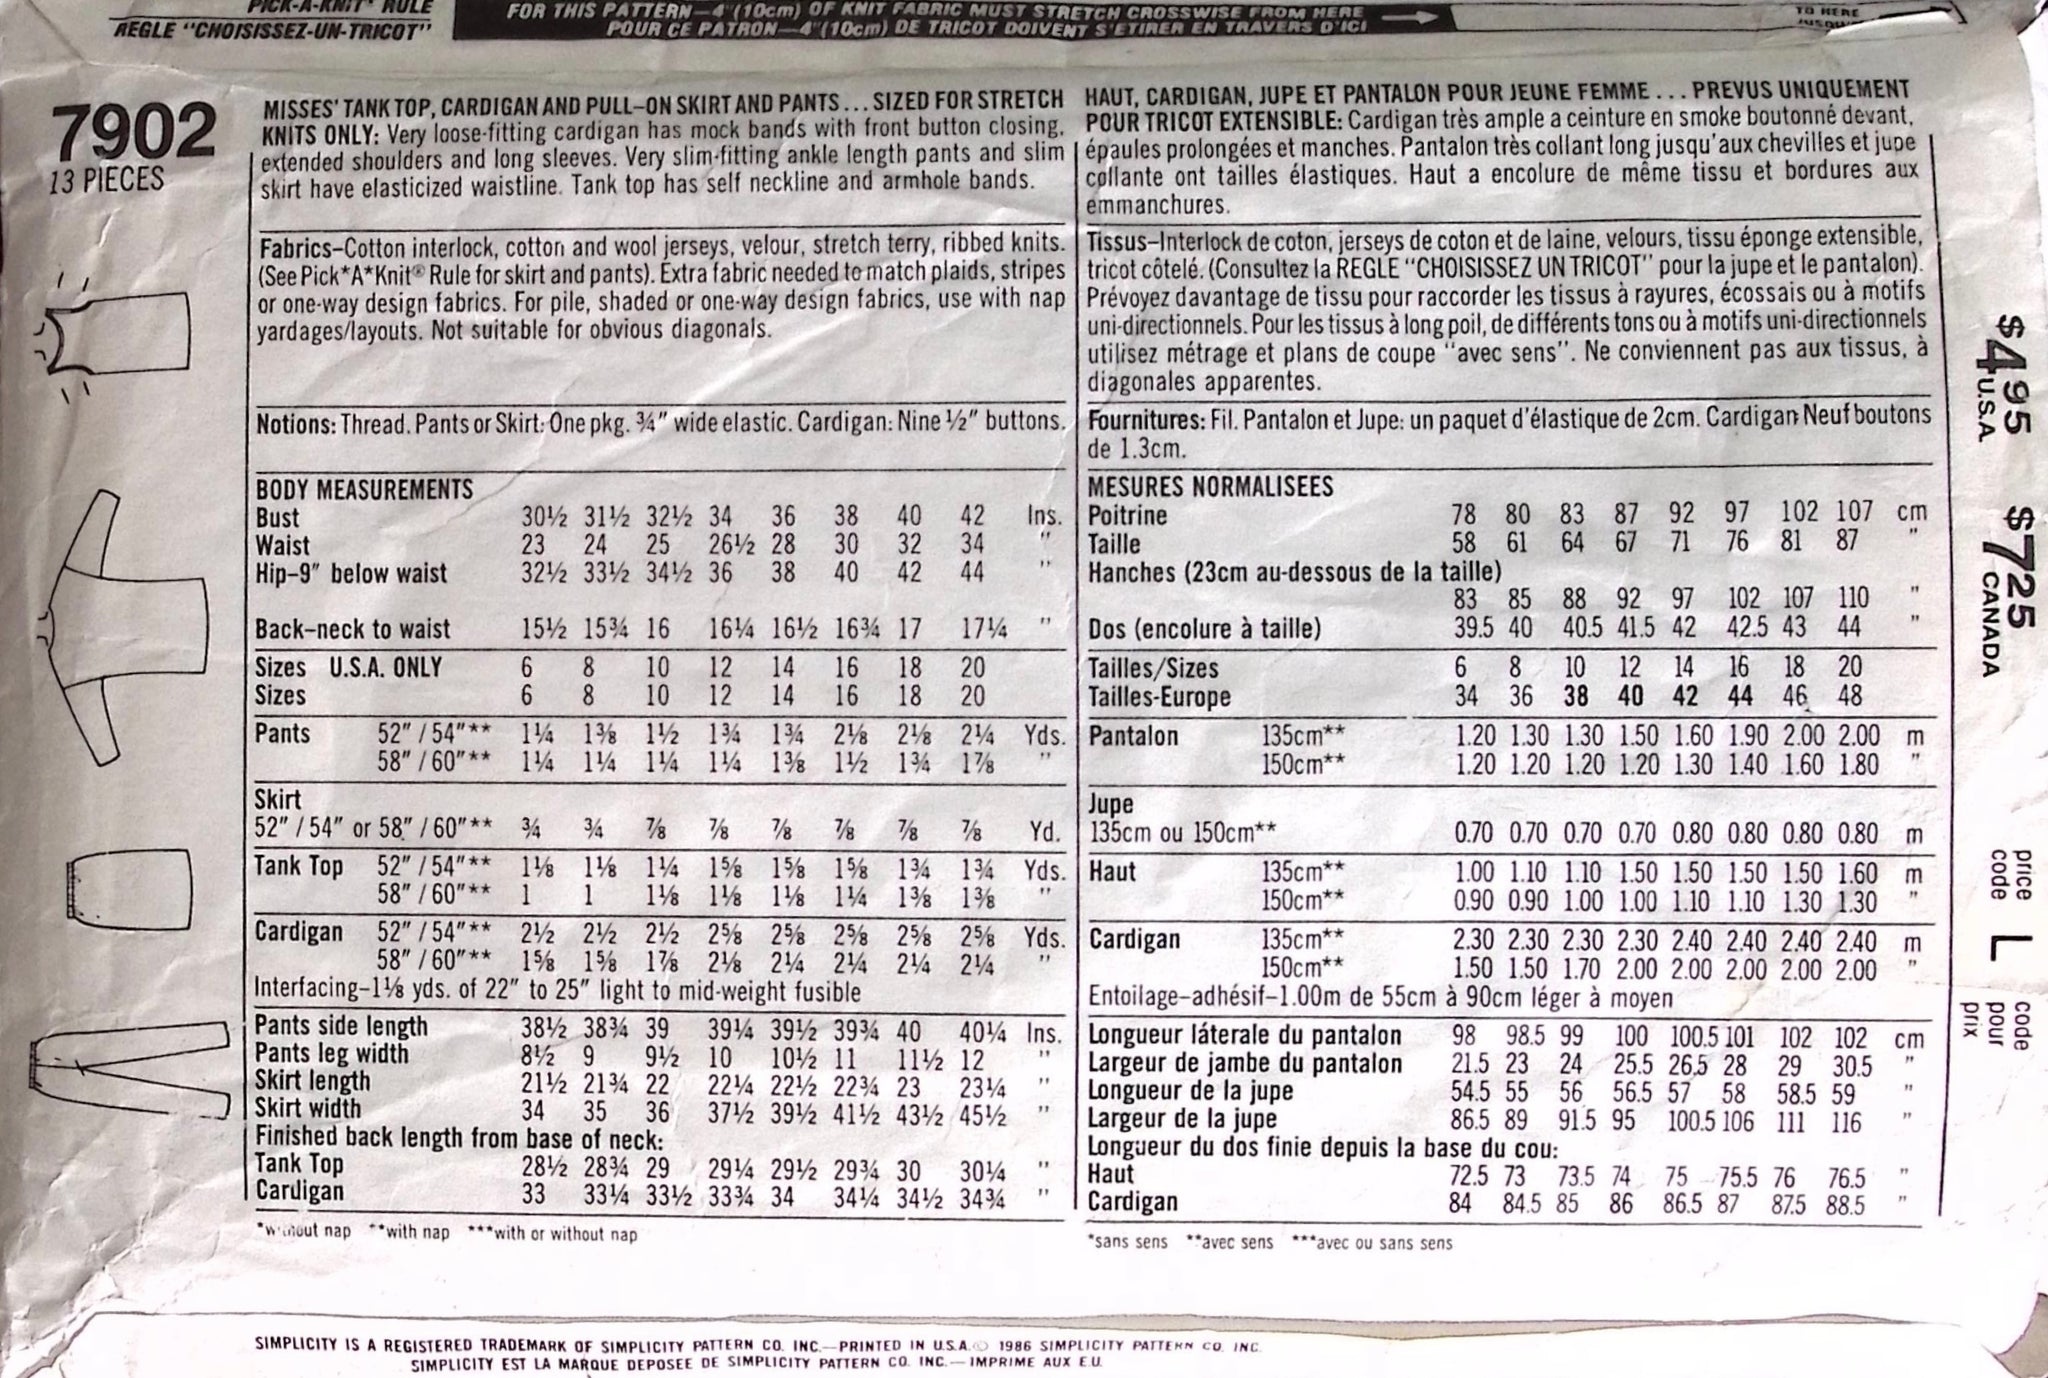 PICK-A-KNIT® RULE
REGLE "CHOISISSEZ-UN-TRICOT"
FOR THIS PATTERN—4"(10cm) OF KNIT FABRIC MUST STRETCH CROSSWISE FROM HERE
POUR CE PATRON—4"(10cm) DE TRICOT DOIVENT S'ETIRER EN TRAVERS D'ICI
TO HERE
7902
13 PIECES
MISSES' TANK TOP, CARDIGAN AND PULL-ON SKIRT AND PANTS . . . SIZED FOR STRETCH
KNITS ONLY: Very loose-fitting cardigan has mock bands with front button closing,
extended shoulders and long sleeves. Very slim-fitting ankle length pants and slim
skirt have elasticized waistline. Tank top has self neckline and armhole bands.
Fabrics–Cotton interlock, cotton and wool jerseys, velour, stretch terry, ribbed knits.
(See Pick*A*Knit® Rule for skirt and pants). Extra fabric needed to match plaids, stripes
or one-way design fabrics. For pile, shaded or one-way design fabrics, use with nap
yardages/layouts. Not suitable for obvious diagonals.
Notions: Thread. Pants or Skirt: One pkg. ¾" wide elastic. Cardigan: Nine ½" buttons.
BODY MEASUREMENTS
Bust 30½ 31½ 32½ 34 36 38 40 42 Ins.
Waist 23 24 25 26½ 28 30 32 34 "
Hip–9" below waist 32½ 33½ 34½ 36 38 40 42 44 "
Back–neck to waist 15½ 15¾ 16 16¼ 16½ 16¾ 17 17¼ "
Sizes U.S.A. ONLY 6 8 10 12 14 16 18 20
Sizes 6 8 10 12 14 16 18 20
Pants 52" / 54"** 1¼ 1⅜ 1½ 1¾ 1¾ 2⅛ 2⅛ 2¼ Yds.
58" / 60"** 1¼ 1¼ 1¼ 1¼ 1⅜ 1½ 1¾ 1⅞ "
Skirt
52" / 54" or 58" / 60"** ¾ ¾ ⅞ ⅞ ⅞ ⅞ ⅞ ⅞ Yd.
Tank Top 52" / 54"** 1⅛ 1⅛ 1¼ 1⅝ 1⅝ 1⅝ 1¾ 1¾ Yds.
58" / 60"** 1 1 1⅛ 1⅛ 1⅛ 1¼ 1⅜ 1⅜ "
Cardigan 52" / 54"** 2½ 2½ 2½ 2⅝ 2⅝ 2⅝ 2⅝ 2⅝ Yds.
58" / 60"** 1⅝ 1⅝ 1⅞ 2⅛ 2¼ 2¼ 2¼ 2¼ "
Interfacing–1⅛ yds. of 22" to 25" light to mid-weight fusible
Pants side length 38½ 38¾ 39 39¼ 39½ 39¾ 40 40¼ Ins.
Pants leg width 8½ 9 9½ 10 10½ 11 11½ 12 "
Skirt length 21½ 21¾ 22 22¼ 22½ 22¾ 23 23¼ "
Skirt width 34 35 36 37½ 39½ 41½ 43½ 45½ "
Finished back length from base of neck:
Tank Top 28½ 28¾ 29 29¼ 29½ 29¾ 30 30¼ "
Cardigan 33 33¼ 33½ 33¾ 34 34¼ 34½ 34¾ "
*without nap **with nap ***with or without nap
HAUT, CARDIGAN, JUPE ET PANTALON POUR JEUNE FEMME . . . PREVUS UNIQUEMENT
POUR TRICOT EXTENSIBLE: Cardigan très ample a ceinture en smoke boutonné devant,
épaules prolongées et manches. Pantalon très collant long jusqu'aux chevilles et jupe
collante ont tailles élastiques. Haut a encolure de même tissu et bordures aux
emmanchures.
Tissus–Interlock de coton, jerseys de coton et de laine, velours, tissu éponge extensible,
tricot côtelé. (Consultez la REGLE "CHOISISSEZ UN TRICOT" pour la jupe et le pantalon).
Prévoyez davantage de tissu pour raccorder les tissus à rayures, écossais ou à motifs
uni-directionnels. Pour les tissus à long poil, de différents tons ou à motifs uni-directionnels
utilisez métrage et plans de coupe "avec sens". Ne conviennent pas aux tissus, à
diagonales apparentes.
Fournitures: Fil. Pantalon et Jupe: un paquet d'élastique de 2cm. Cardigan: Neuf boutons
de 1.3cm.
MESURES NORMALISEES
Poitrine 78 80 83 87 92 97 102 107 cm
Taille 58 61 64 67 71 76 81 87 "
Hanches (23cm au-dessous de la taille)
83 85 88 92 97 102 107 110 "
Dos (encolure à taille) 39.5 40 40.5 41.5 42 42.5 43 44 "
Tailles/Sizes 6 8 10 12 14 16 18 20
Tailles-Europe 34 36 38 40 42 44 46 48
Pantalon 135cm** 1.20 1.30 1.30 1.50 1.60 1.90 2.00 2.00 m
150cm** 1.20 1.20 1.20 1.20 1.30 1.40 1.60 1.80 "
Jupe
135cm ou 150cm** 0.70 0.70 0.70 0.70 0.80 0.80 0.80 0.80 m
Haut 135cm** 1.00 1.10 1.10 1.50 1.50 1.50 1.50 1.60 m
150cm** 0.90 0.90 1.00 1.00 1.10 1.10 1.30 1.30 "
Cardigan 135cm** 2.30 2.30 2.30 2.30 2.40 2.40 2.40 2.40 m
150cm** 1.50 1.50 1.70 2.00 2.00 2.00 2.00 2.00 "
Entoilage–adhésif–1.00m de 55cm à 90cm léger à moyen
Longueur láterale du pantalon 98 98.5 99 100 100.5 101 102 102 cm
Largeur de jambe du pantalon 21.5 23 24 25.5 26.5 28 29 30.5 "
Longueur de la jupe 54.5 55 56 56.5 57 58 58.5 59 "
Largeur de la jupe 86.5 89 91.5 95 100.5 106 111 116 "
Longueur du dos finie depuis la base du cou:
Haut 72.5 73 73.5 74 75 75.5 76 76.5 "
Cardigan 84 84.5 85 86 86.5 87 87.5 88.5 "
*sans sens **avec sens ***avec ou sans sens
$4.95 U.S.A.
$7.25 CANADA
price code L code pour prix
SIMPLICITY IS A REGISTERED TRADEMARK OF SIMPLICITY PATTERN CO. INC.—PRINTED IN U.S.A.© 1986 SIMPLICITY PATTERN CO. INC.
SIMPLICITY EST LA MARQUE DEPOSEE DE SIMPLICITY PATTERN CO. INC.—IMPRIME AUX E.U.